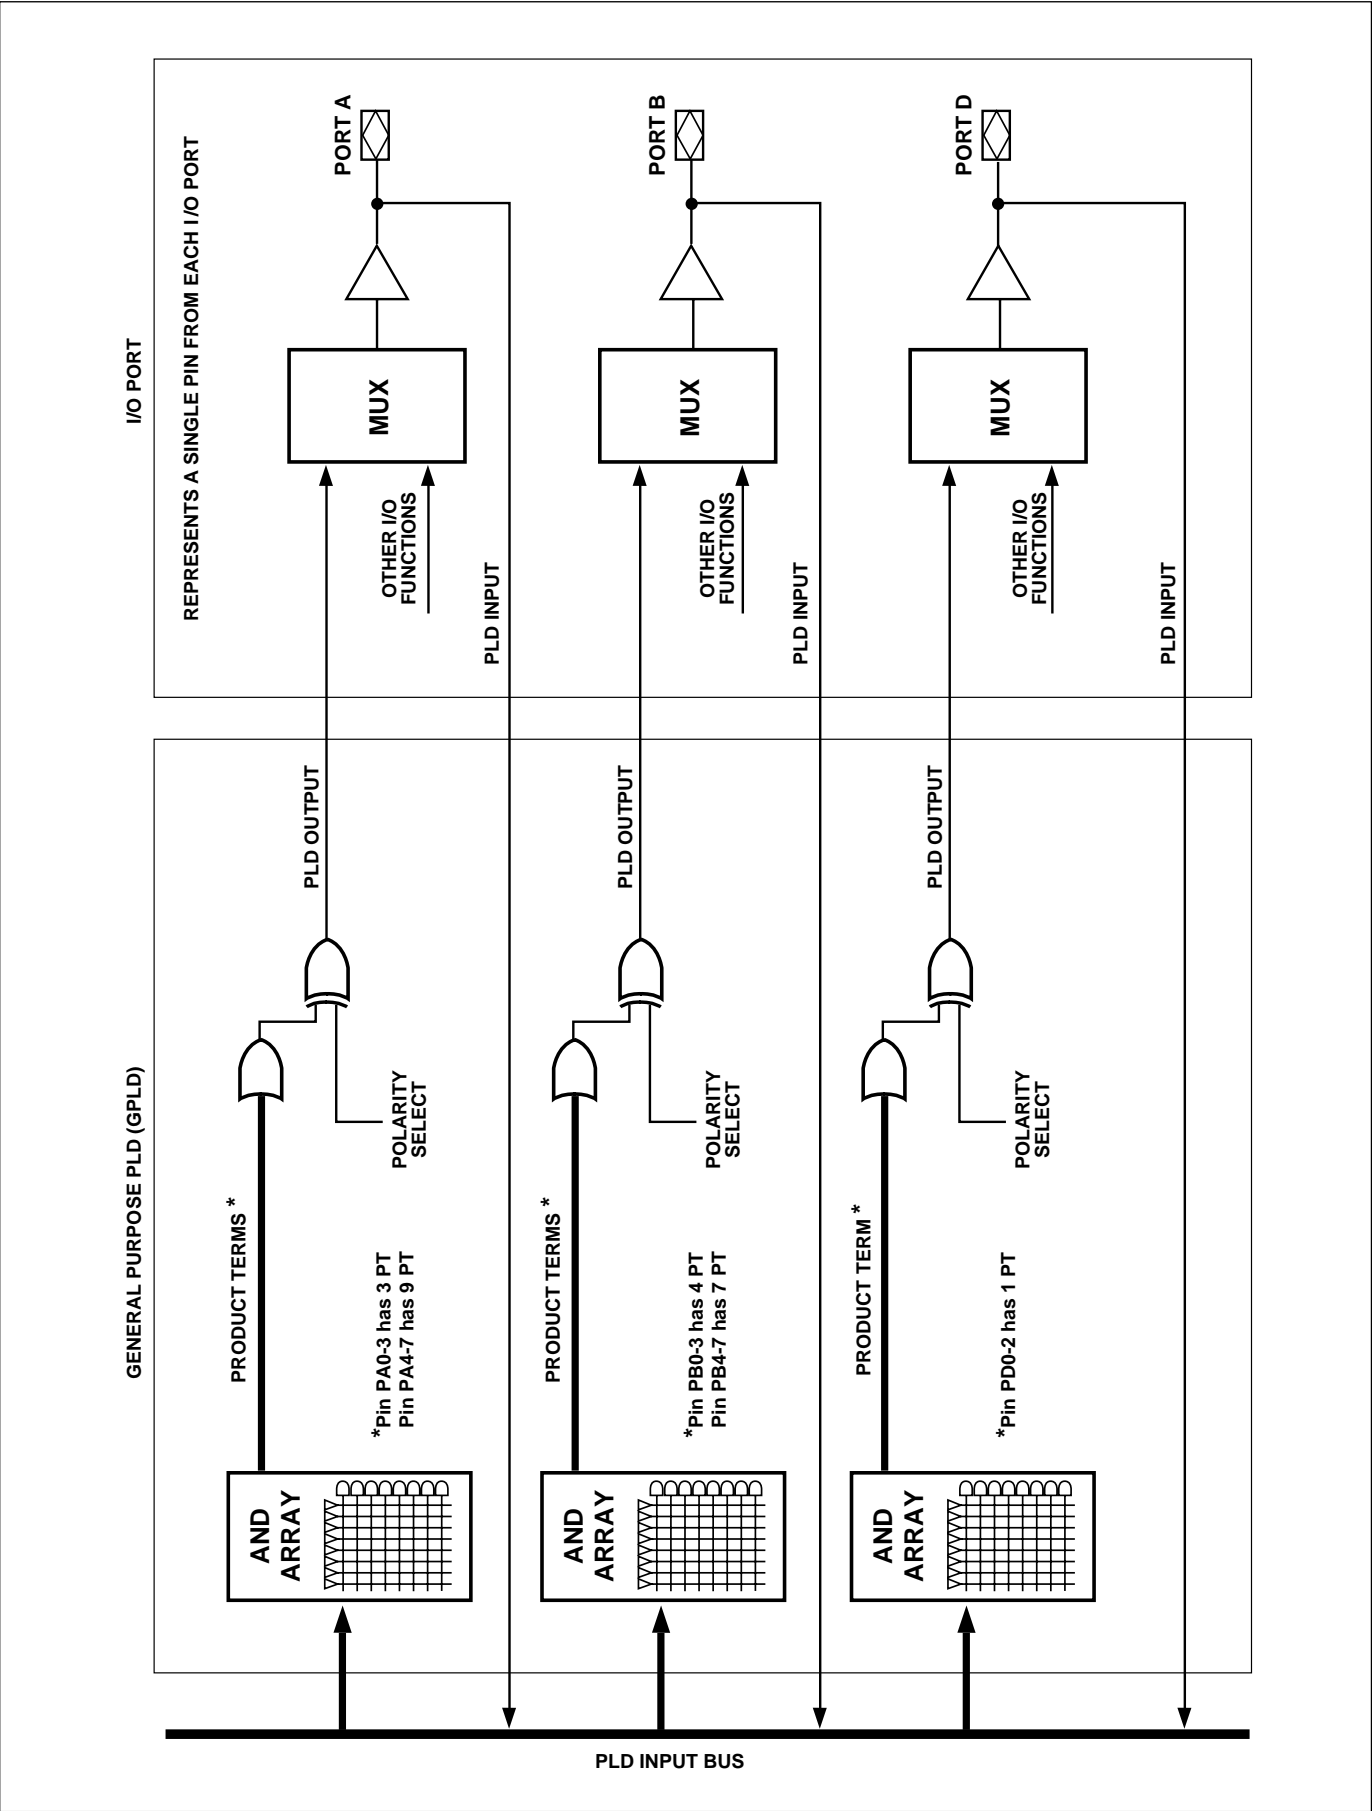 GENERAL PURPOSE PLD (GPLD)
I/O PORT
REPRESENTS A SINGLE PIN FROM EACH I/O PORT
AND
ARRAY
PRODUCT TERMS *
*Pin PA0-3 has 3 PT
Pin PA4-7 has 9 PT
POLARITY
SELECT
PLD OUTPUT
OTHER I/O
FUNCTIONS
MUX
PORT A
PLD INPUT
AND
ARRAY
PRODUCT TERMS *
*Pin PB0-3 has 4 PT
Pin PB4-7 has 7 PT
POLARITY
SELECT
PLD OUTPUT
OTHER I/O
FUNCTIONS
MUX
PORT B
PLD INPUT
AND
ARRAY
PRODUCT TERM *
*Pin PD0-2 has 1 PT
POLARITY
SELECT
PLD OUTPUT
OTHER I/O
FUNCTIONS
MUX
PORT D
PLD INPUT
PLD INPUT BUS